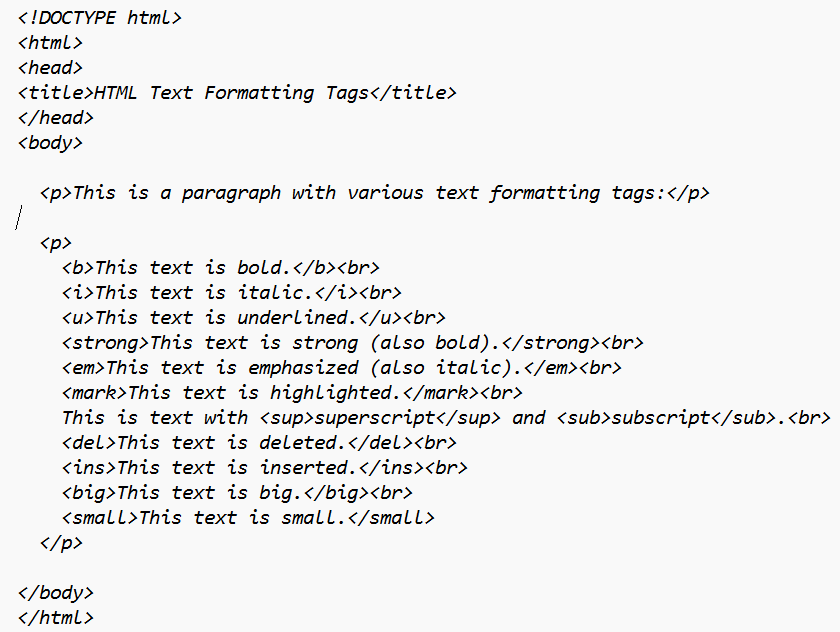 <!DOCTYPE html>
<html>
<head>
<title>HTML Text Formatting Tags</title>
</head>
<body>
<p>This is a paragraph with various text formatting tags:</p>
<p>
<b>This text is bold.</b><br>
<i>This text is italic.</i><br>
<u>This text is underlined.</u><br>
<strong>This text is strong (also bold).</strong><br>
<em>This text is emphasized (also italic).</em><br>
<mark>This text is highlighted.</mark><br>
This is text with <sup>superscript</sup> and <sub>subscript</sub>.<br>
<del>This text is deleted.</del><br>
<ins>This text is inserted.</ins><br>
<big>This text is big.</big><br>
<small>This text is small.</small>
</p>
</body>
</html>